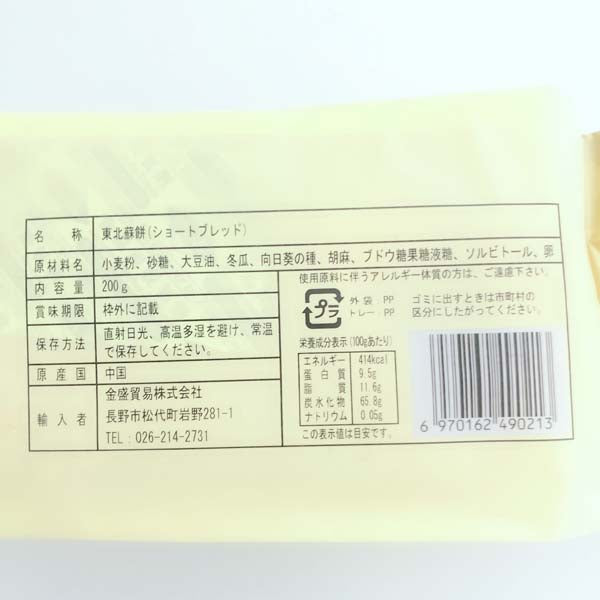 名 称 東北蘇餅(ショートブレッド)
原材料名 小麦粉、砂糖、大豆油、冬瓜、向日葵の種、胡麻、ブドウ糖果糖液糖、ソルビトール、卵
内 容 量 200g
賞味期限 枠外に記載
保存方法 直射日光、高温多湿を避け、常温
で保存してください。
原 産 国 中国
輸 入 者 金盛貿易株式会社
長野市松代町岩野281-1
TEL:026-214-2731
使用原料に伴うアレルギー体質の方は、ご遠慮下さい。
プラ
外 袋:PP
トレー:PP
ゴミに出すときは市町村の
区分にしたがってください。
栄養成分表示(100gあたり)
エネルギー 414kcal
蛋 白 質 9.5g
脂 質 11.6g
炭水化物 65.8g
ナトリウム 0.05g
この表示値は目安です。
6 970162 490213